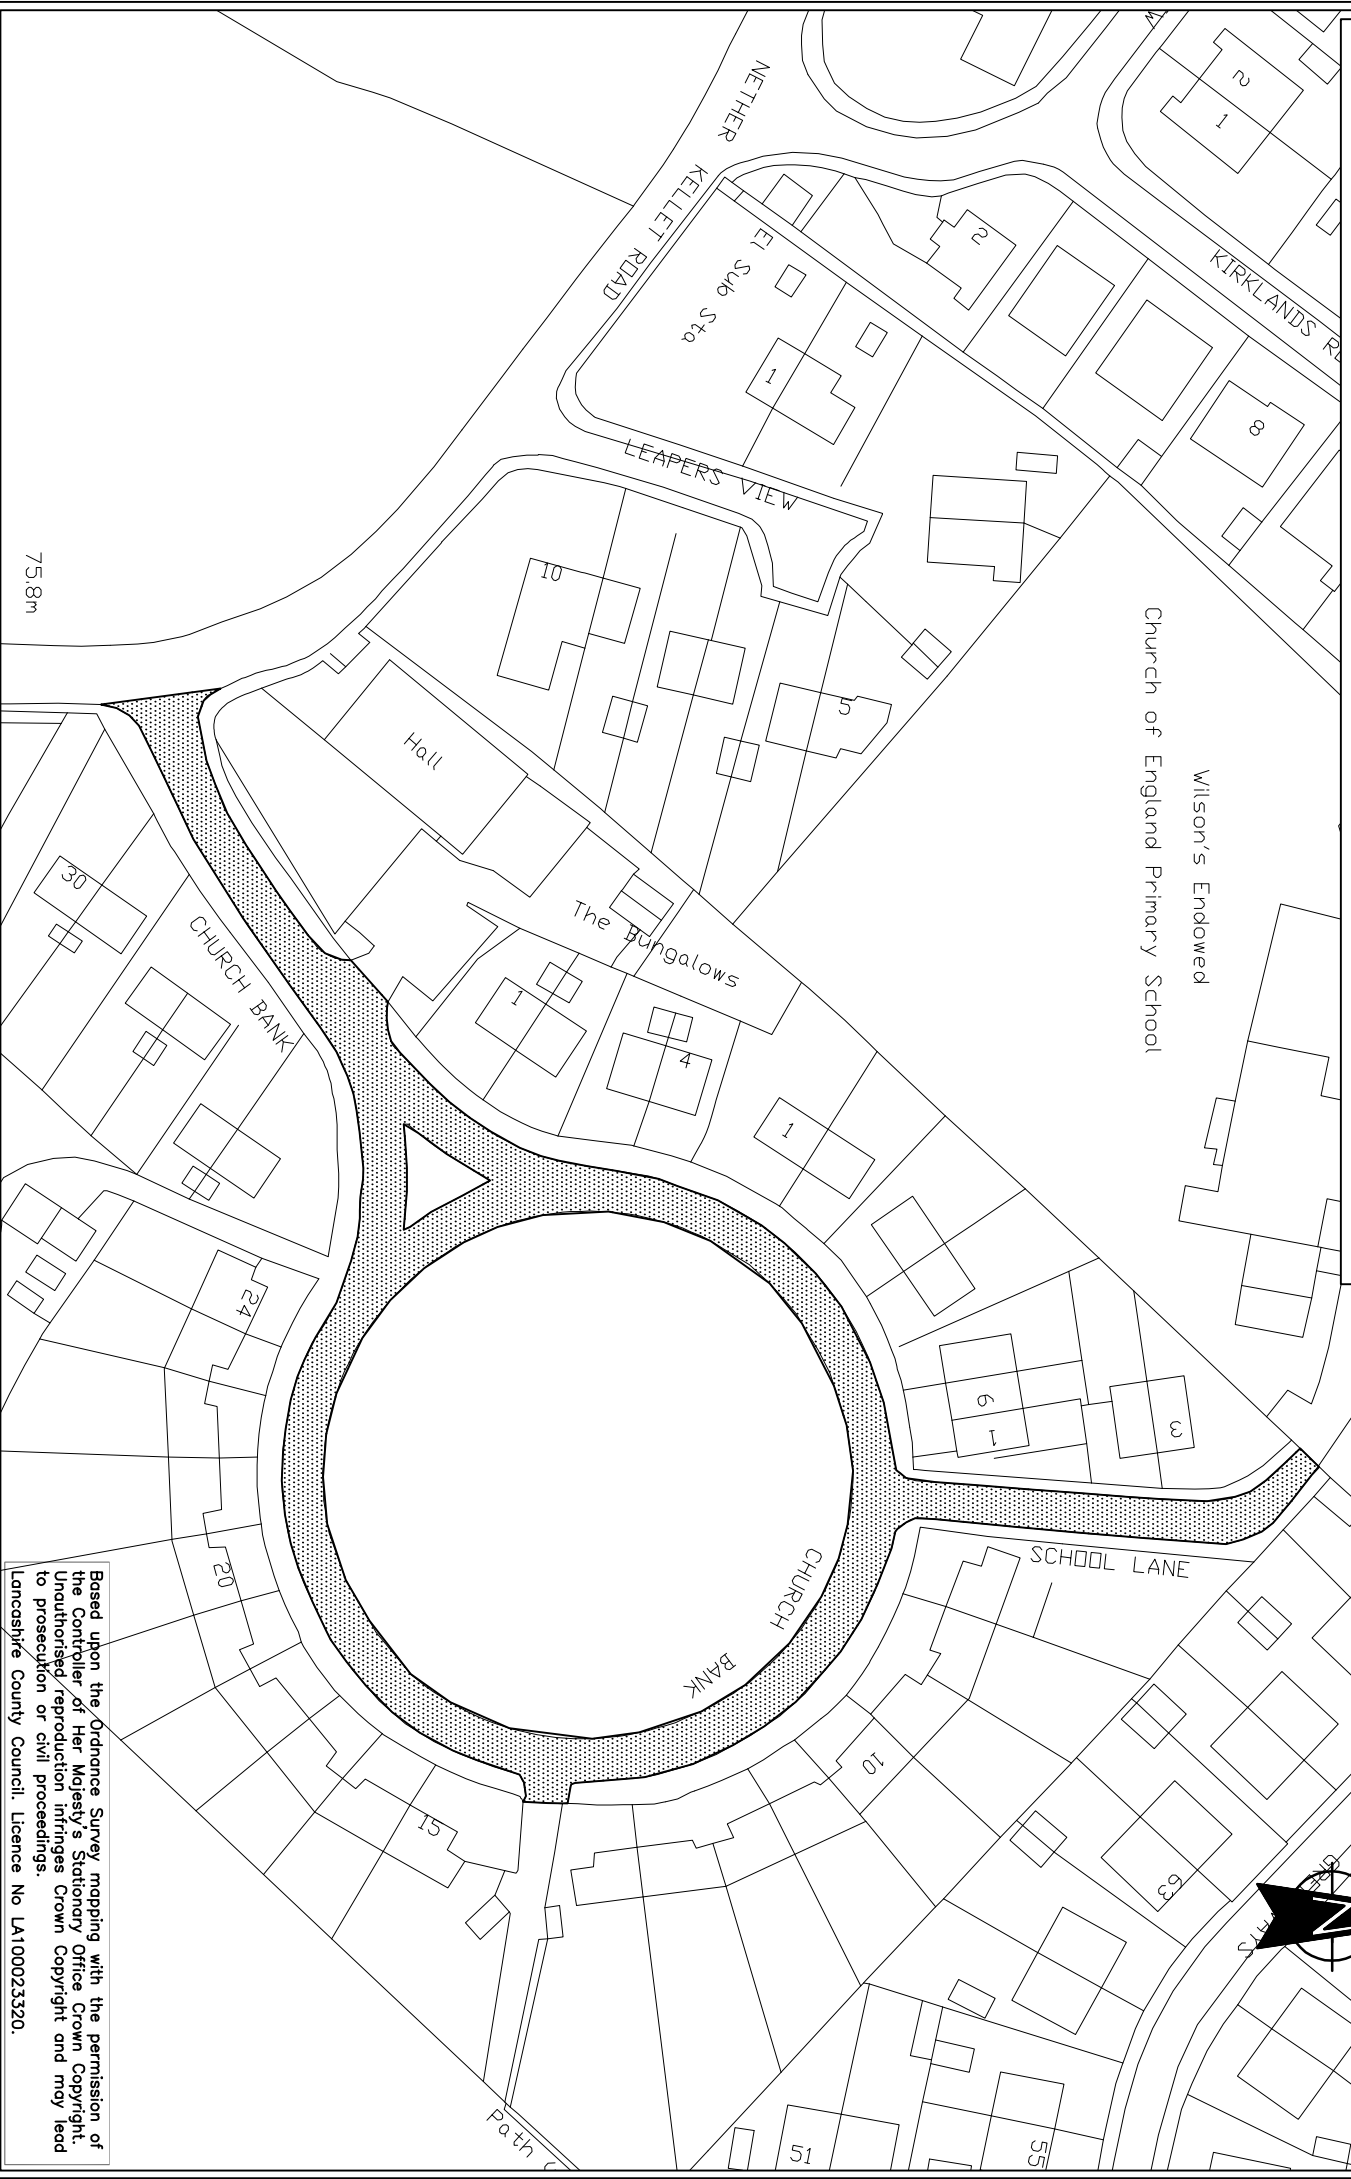 NETHER
KELLET ROAD
2
1
El Sub Sta
2
KIRKLANDS
8
1
LEAPERS VIEW
10
5
Church of England Primary School
Wilson's Endowed
75.8m
Hall
30
CHURCH BANK
The Bungalows
1
4
1
24
6
1
3
SCHOOL LANE
20
CHURCH
BANK
10
15
63
55
51
Path
N
Based upon the Ordnance Survey mapping with the permission of
the Controller of Her Majesty's Stationary Office Crown Copyright.
Unauthorised reproduction infringes Crown Copyright and may lead
to prosecution or civil proceedings.
Lancashire County Council. Licence No LA100023320.